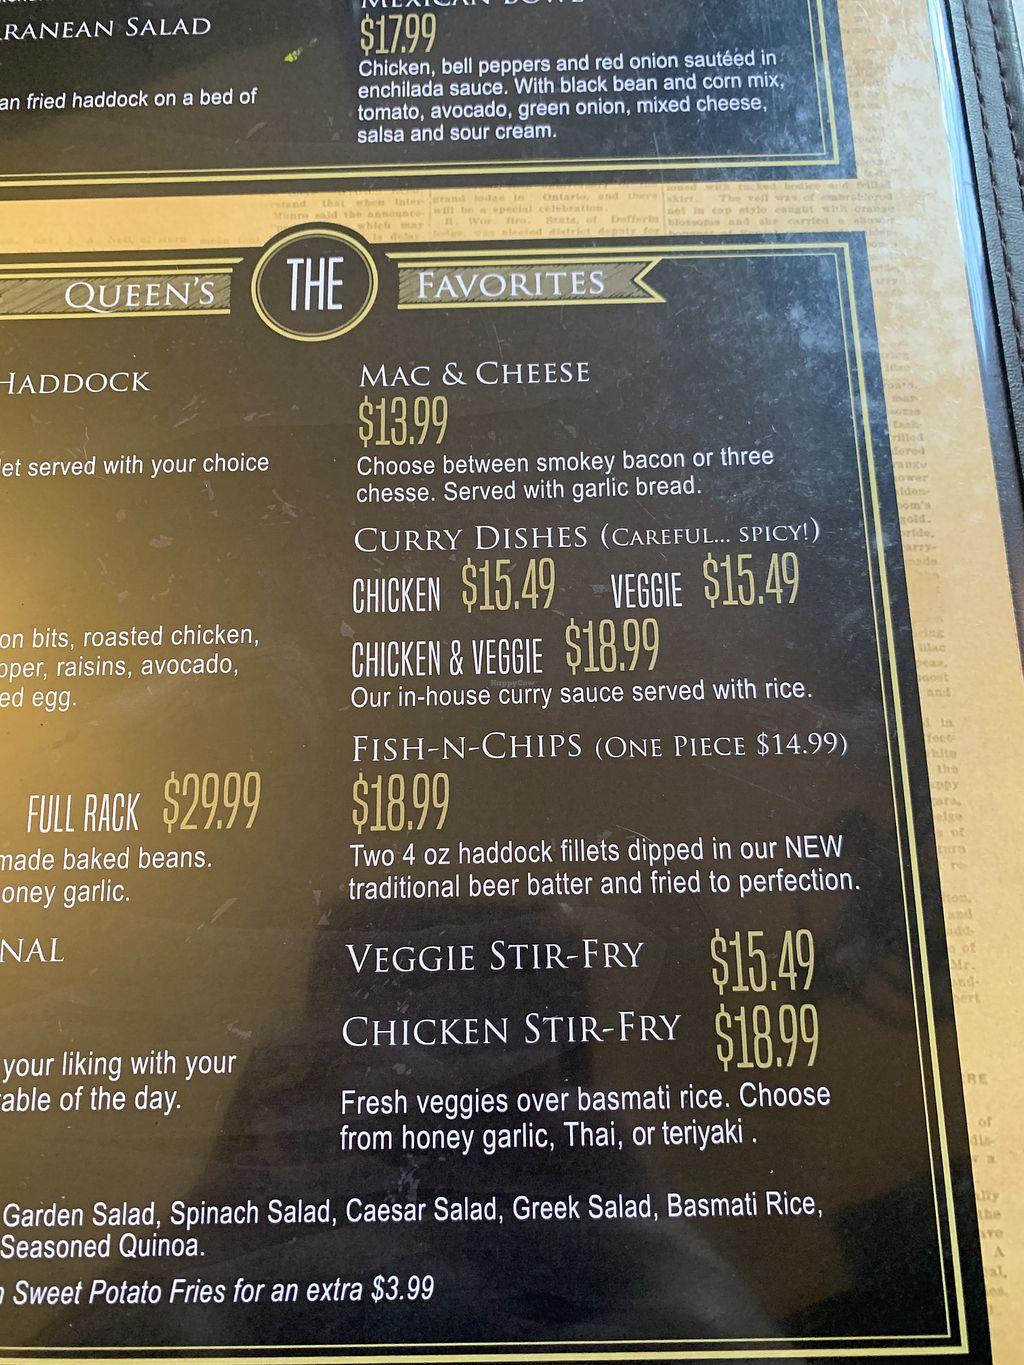 RANEAN SALAD
an fried haddock on a bed of
MEXICAN BOWL
$17.99
Chicken, bell peppers and red onion sautéed in
enchilada sauce. With black bean and corn mix,
tomato, avocado, green onion, mixed cheese,
salsa and sour cream.
QUEEN'S THE FAVORITES
HADDOCK
let served with your choice
on bits, roasted chicken,
pper, raisins, avocado,
ed egg.
FULL RACK $29.99
made baked beans.
oney garlic.
NAL
your liking with your
table of the day.
MAC & CHEESE
$13.99
Choose between smokey bacon or three
chesse. Served with garlic bread.
CURRY DISHES (CAREFUL... SPICY!)
CHICKEN $15.49 VEGGIE $15.49
CHICKEN & VEGGIE $18.99
HappyCow
Our in-house curry sauce served with rice.
FISH-N-CHIPS (ONE PIECE $14.99)
$18.99
Two 4 oz haddock fillets dipped in our NEW
traditional beer batter and fried to perfection.
VEGGIE STIR-FRY $15.49
CHICKEN STIR-FRY $18.99
Fresh veggies over basmati rice. Choose
from honey garlic, Thai, or teriyaki .
Garden Salad, Spinach Salad, Caesar Salad, Greek Salad, Basmati Rice,
Seasoned Quinoa.
Sweet Potato Fries for an extra $3.99